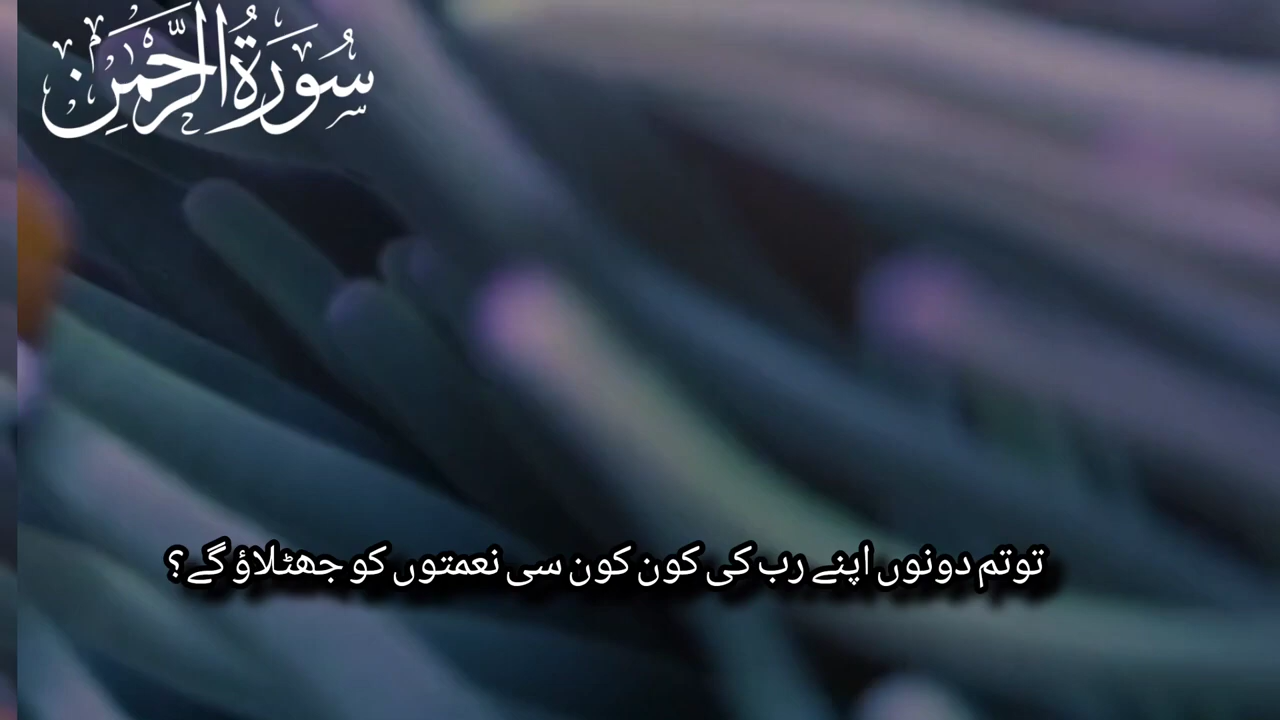 سُورَةُ الرَّحْمٰن
توتم دونوں اپنے رب کی کون کون سی نعمتوں کو جھٹلاؤ گے؟